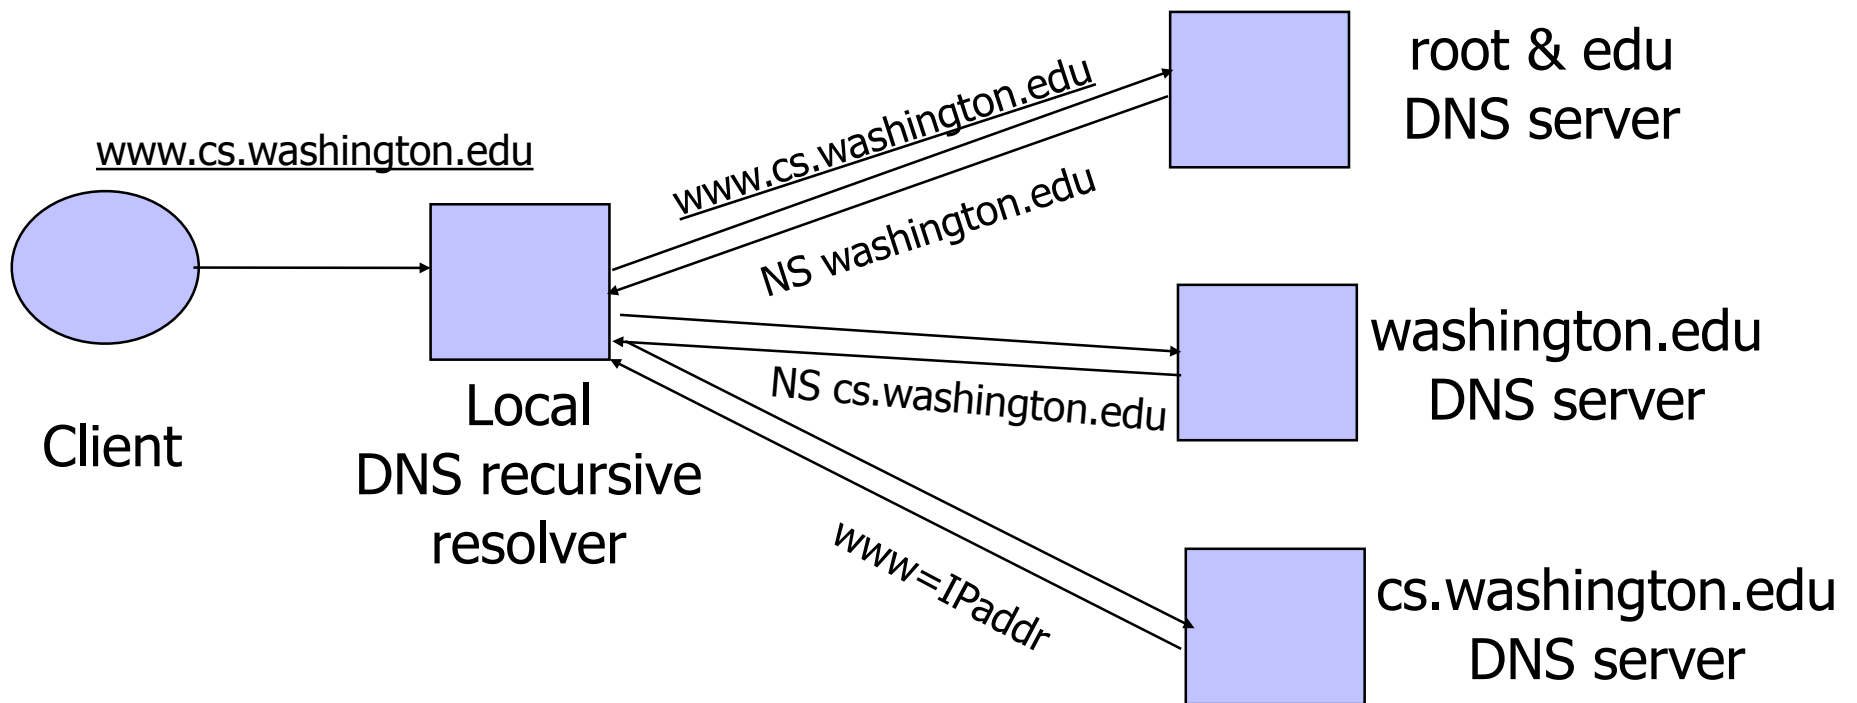 www.cs.washington.edu
Client
Local
DNS recursive
resolver
www.cs.washington.edu
NS washington.edu
NS cs.washington.edu
www=IPaddr
root & edu
DNS server
washington.edu
DNS server
cs.washington.edu
DNS server